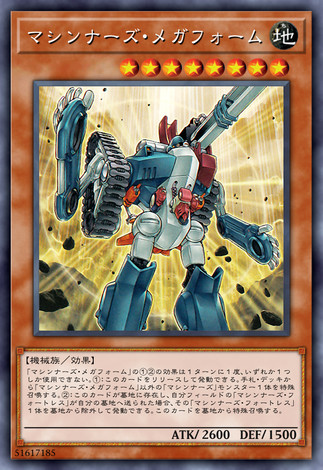 マシンナーズ・メガフォーム
地
【機械族／効果】
「マシンナーズ・メガフォーム」の①②の効果は1ターンに1度、いずれか1つ
しか使用できない。①:このカードをリリースして発動できる。手札・デッキか
ら「マシンナーズ・メガフォーム」以外の「マシンナーズ」モンスター1体を特殊
召喚する。②:このカードが墓地に存在し、自分フィールドの「マシンナーズ・フォ
ートレス」が自分の墓地へ送られた場合、その「マシンナーズ・フォートレス」
1体を墓地から除外して発動できる。このカードを墓地から特殊召喚する。
ATK/ 2600 DEF/1500
51617185